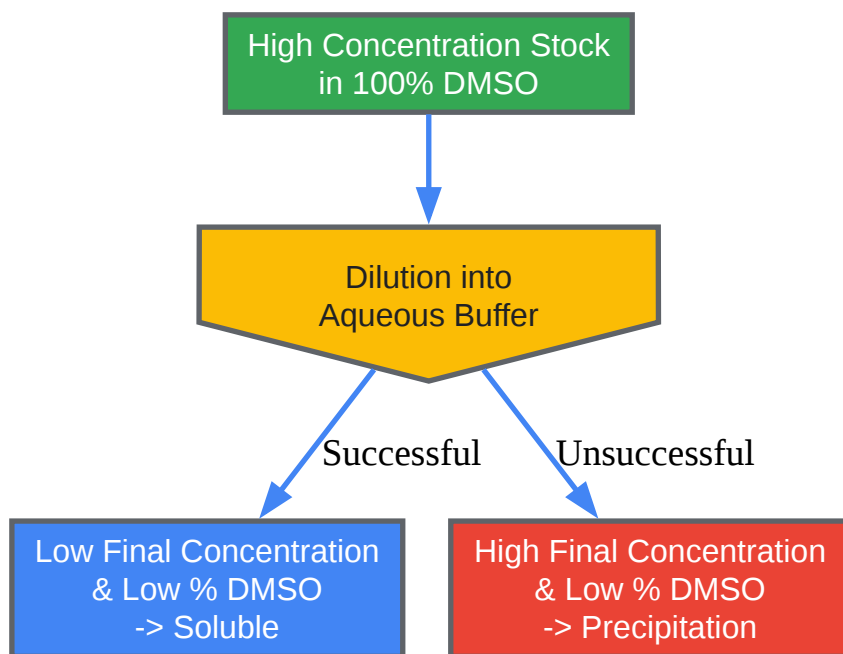 High Concentration Stock
in 100% DMSO
Dilution into
Aqueous Buffer
Successful
Unsuccessful
Low Final Concentration
& Low % DMSO
-> Soluble
High Final Concentration
& Low % DMSO
-> Precipitation